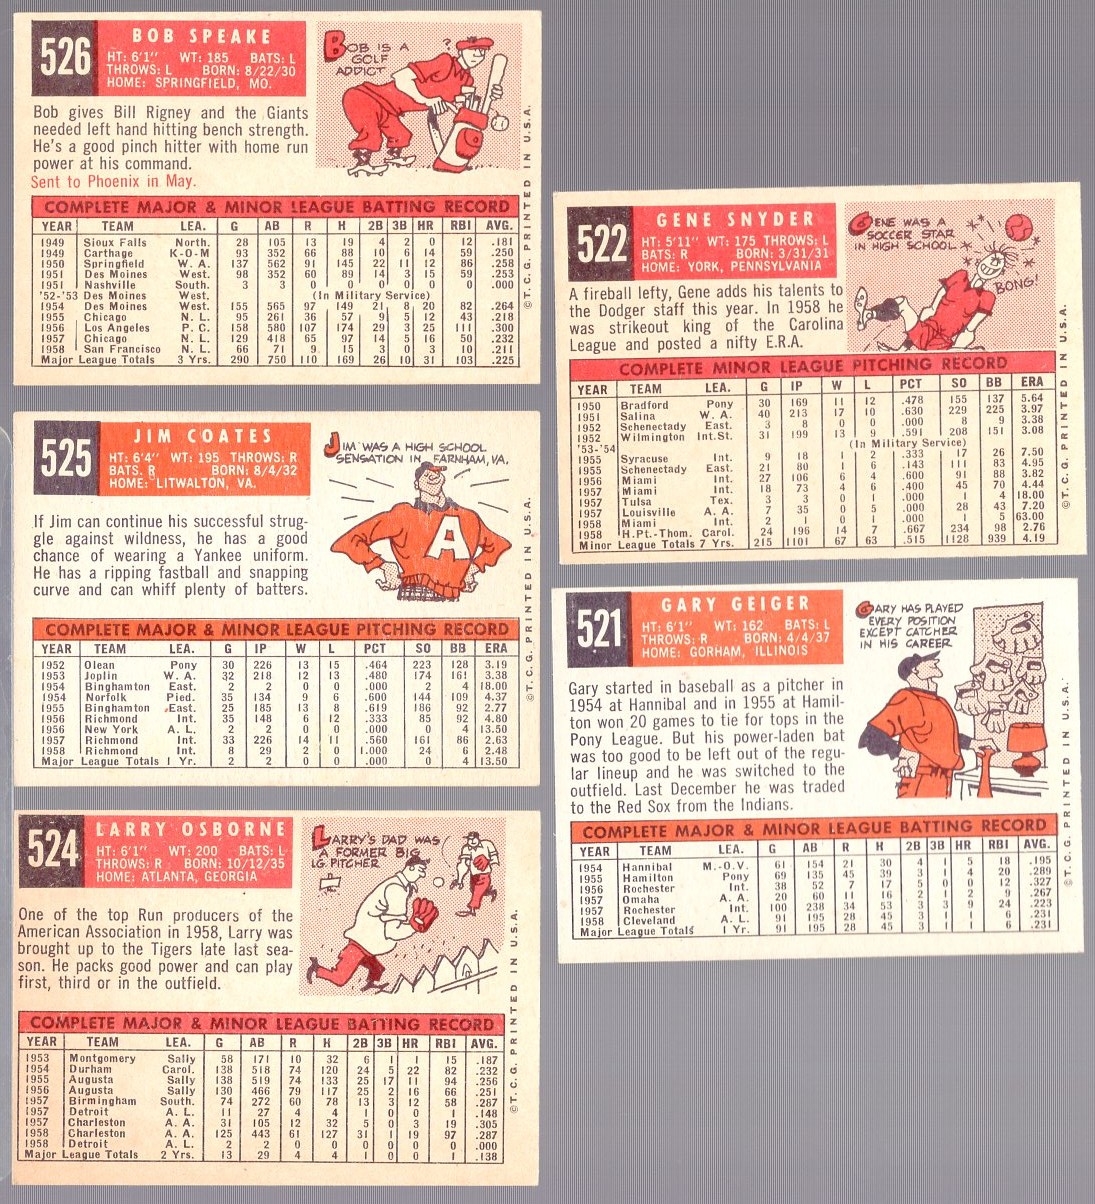 526
BOB SPEAKE
HT: 6'1" WT: 185 BATS: L
THROWS: L BORN: 8/22/30
HOME: SPRINGFIELD, MO.
BOB IS A
GOLF
ADDICT
?
Bob gives Bill Rigney and the Giants
needed left hand hitting bench strength.
He's a good pinch hitter with home run
power at his command.
Sent to Phoenix in May.
COMPLETE MAJOR & MINOR LEAGUE BATTING RECORD
YEAR TEAM LEA. G AB R H 2B 3B HR RBI AVG.
1949 Sioux Falls North. 28 105 13 19 4 2 0 12 .181
1949 Carthage K-O-M 93 352 66 88 10 6 14 59 .250
1950 Springfield W. A. 137 562 91 145 22 11 12 86 .258
1951 Des Moines West. 98 352 60 89 14 3 15 59 .253
1951 Nashville South. 3 3 0 0 0 0 0 0 .000
'52-'53 Des Moines West. (In Military Service)
1954 Des Moines West. 155 565 97 149 21 8 20 82 .264
1955 Chicago N. L. 95 261 36 57 9 5 12 43 .218
1956 Los Angeles P. C. 158 580 107 174 29 3 25 111 .300
1957 Chicago N. L. 129 418 65 97 14 5 16 50 .232
1958 San Francisco N. L. 66 71 9 15 3 0 3 10 .211
Major League Totals 3 Yrs. 290 750 110 169 26 10 31 103 .225
©T.C.G. PRINTED IN U.S.A.
525
JIM COATES
HT: 6'4" WT: 195 THROWS: R
BATS. R BORN: 8/4/32
HOME: LITWALTON, VA.
JIM WAS A HIGH SCHOOL
SENSATION IN FARNHAM, VA.
A
If Jim can continue his successful strug-
gle against wildness, he has a good
chance of wearing a Yankee uniform.
He has a ripping fastball and snapping
curve and can whiff plenty of batters.
COMPLETE MAJOR & MINOR LEAGUE PITCHING RECORD
YEAR TEAM LEA. G IP W L PCT SO BB ERA
1952 Olean Pony 30 226 13 15 .464 223 128 3.19
1953 Joplin W. A. 32 218 12 13 .480 174 161 3.38
1954 Binghamton East. 2 2 0 0 .000 2 4 18.00
1954 Norfolk Pied. 35 134 9 6 .600 144 109 4.37
1955 Binghamton East. 25 185 13 8 .619 186 92 2.77
1956 Richmond Int. 35 148 6 12 .333 85 92 4.80
1956 New York A. L. 2 2 0 0 .000 0 4 13.50
1957 Richmond Int. 33 226 14 11 .560 161 86 2.63
1958 Richmond Int. 8 29 2 0 1.000 24 6 2.48
Major League Totals 1 Yr. 2 2 0 0 .000 0 4 13.50
©T.C.G. PRINTED IN U.S.A.
524
LARRY OSBORNE
HT: 6'1" WT: 200 BATS: L
THROWS: R BORN: 10/12/35
HOME: ATLANTA, GEORGIA
LARRY'S DAD WAS
A FORMER BIG
LG. PITCHER
One of the top Run producers of the
American Association in 1958, Larry was
brought up to the Tigers late last sea-
son. He packs good power and can play
first, third or in the outfield.
COMPLETE MAJOR & MINOR LEAGUE BATTING RECORD
YEAR TEAM LEA. G AB R H 2B 3B HR RBI AVG.
1953 Montgomery Sally 58 171 10 32 6 1 1 15 .187
1954 Durham Carol. 138 518 74 120 24 5 22 82 .232
1955 Augusta Sally 138 519 74 133 25 17 11 94 .256
1956 Augusta Sally 130 466 79 117 25 2 16 66 .251
1957 Birmingham South. 74 272 60 78 13 3 12 58 .287
1957 Detroit A. L. 11 27 4 4 1 0 0 1 .148
1957 Charleston A. A. 31 105 12 32 5 0 3 19 .305
1958 Charleston A. A. 125 443 61 127 31 1 19 97 .287
1958 Detroit A. L. 2 2 0 0 0 0 0 0 .000
Major League Totals 2 Yrs. 13 29 4 4 1 0 0 1 .138
©T.C.G. PRINTED IN U.S.A.
522
GENE SNYDER
HT: 5'11" WT: 175 THROWS: L
BATS: R BORN: 3/31/31
HOME: YORK, PENNSYLVANIA
GENE WAS A
SOCCER STAR
IN HIGH SCHOOL
BONG!
A fireball lefty, Gene adds his talents to
the Dodger staff this year. In 1958 he
was strikeout king of the Carolina
League and posted a nifty E.R.A.
COMPLETE MINOR LEAGUE PITCHING RECORD
YEAR TEAM LEA. G IP W L PCT SO BB ERA
1950 Bradford Pony 30 169 11 12 .478 155 137 5.64
1951 Salina W. A. 40 213 17 10 .630 229 225 3.97
1952 Schenectady East. 3 8 0 0 .000 8 9 3.38
1952 Wilmington Int.St. 31 199 13 9 .591 208 151 3.08
'53-'54 (In Military Service)
1955 Syracuse Int. 9 18 1 2 .333 17 26 7.50
1955 Schenectady East. 21 80 1 6 .143 111 83 4.95
1956 Miami Int. 27 106 6 4 .600 91 88 3.82
1957 Miami Int. 18 73 4 6 .400 45 70 4.44
1957 Tulsa Tex. 3 3 0 1 .000 1 4 18.00
1957 Louisville A. A. 7 35 0 5 .000 28 43 7.20
1958 Miami Int. 2 1 0 0 .000 1 5 63.00
1958 H.Pt.-Thom. Carol. 24 196 14 7 .667 234 98 2.76
Minor League Totals 7 Yrs. 215 1101 67 63 .515 1128 939 4.19
©T.C.G. PRINTED IN U.S.A.
521
GARY GEIGER
HT: 6'1" WT: 162 BATS: L
THROWS: R BORN: 4/4/37
HOME: GORHAM, ILLINOIS
GARY HAS PLAYED
EVERY POSITION
EXCEPT CATCHER
IN HIS CAREER
Gary started in baseball as a pitcher in
1954 at Hannibal and in 1955 at Hamil-
ton won 20 games to tie for tops in the
Pony League. But his power-laden bat
was too good to be left out of the regu-
lar lineup and he was switched to the
outfield. Last December he was traded
to the Red Sox from the Indians.
COMPLETE MAJOR & MINOR LEAGUE BATTING RECORD
YEAR TEAM LEA. G AB R H 2B 3B HR RBI AVG.
1954 Hannibal M.-O.V. 61 154 21 30 4 1 5 18 .195
1955 Hamilton Pony 69 135 45 39 3 1 4 20 .289
1956 Rochester Int. 38 52 7 17 5 0 0 12 .327
1957 Omaha A. A. 20 60 11 16 2 1 2 9 .267
1957 Rochester Int. 100 238 34 53 3 3 9 24 .223
1958 Cleveland A. L. 91 195 28 45 3 1 1 6 .231
Major League Totals 1 Yr. 91 195 28 45 3 1 1 6 .231
©T.C.G. PRINTED IN U.S.A.